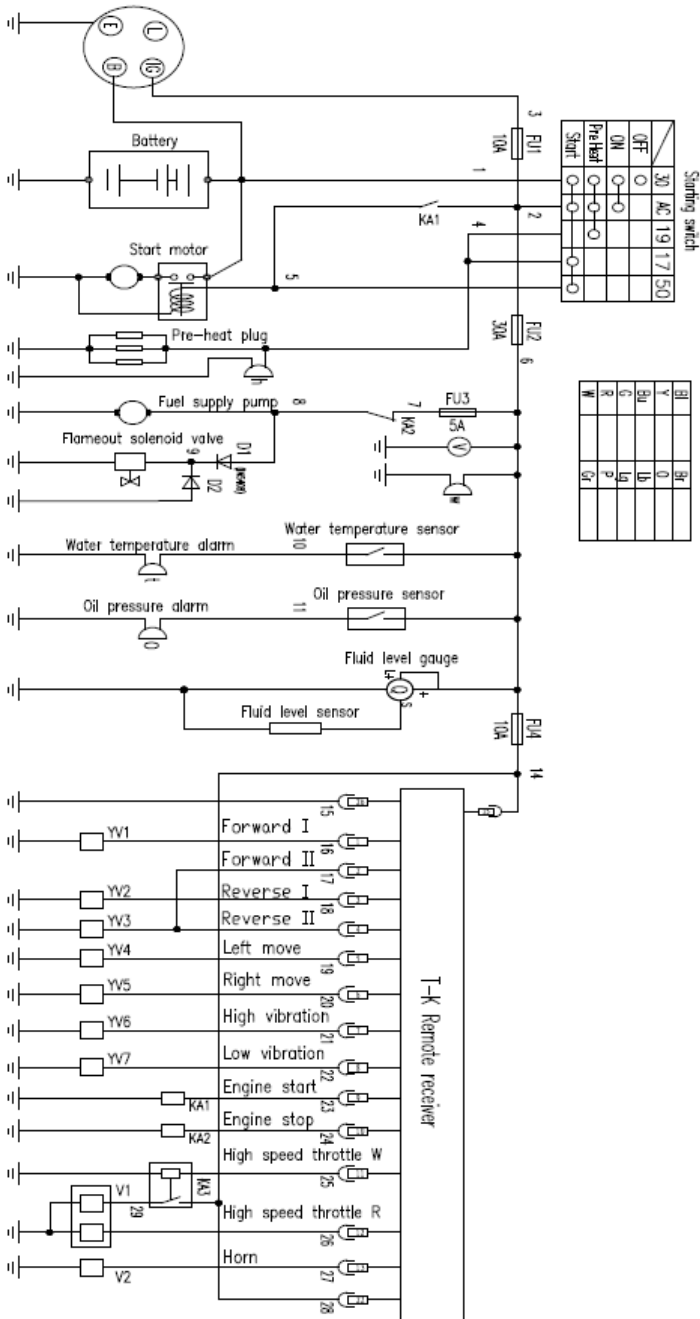 Starting switch
30 AC 19 17 50
OFF
ON
Pre Heat
Start
E
L
B
IG
3
FU1
10A
Battery
1
2
KA1
4
Start motor
5
FU2
30A
6
Pre-heat plug
h
Fuel supply pump
8
7
KA2
FU3
5A
V
w
Flameout solenoid valve
9
D1
D2
Bl Br
Y O
Bu Lb
G Lg
R P
W Gr
Water temperature alarm
10
Water temperature sensor
t
Oil pressure alarm
11
Oil pressure sensor
O
Fluid level gauge
L+
Q
+
S
Fluid level sensor
FU4
10A
14
T-K Remote receiver
15
YV1
Forward I
16
Forward II
17
YV2
Reverse I
18
YV3
Reverse II
YV4
Left move
19
YV5
Right move
20
YV6
High vibration
21
YV7
Low vibration
22
Engine start
KA1
23
Engine stop
KA2
24
High speed throttle W
25
KA3
V1
29
High speed throttle R
26
Horn
V2
27
28